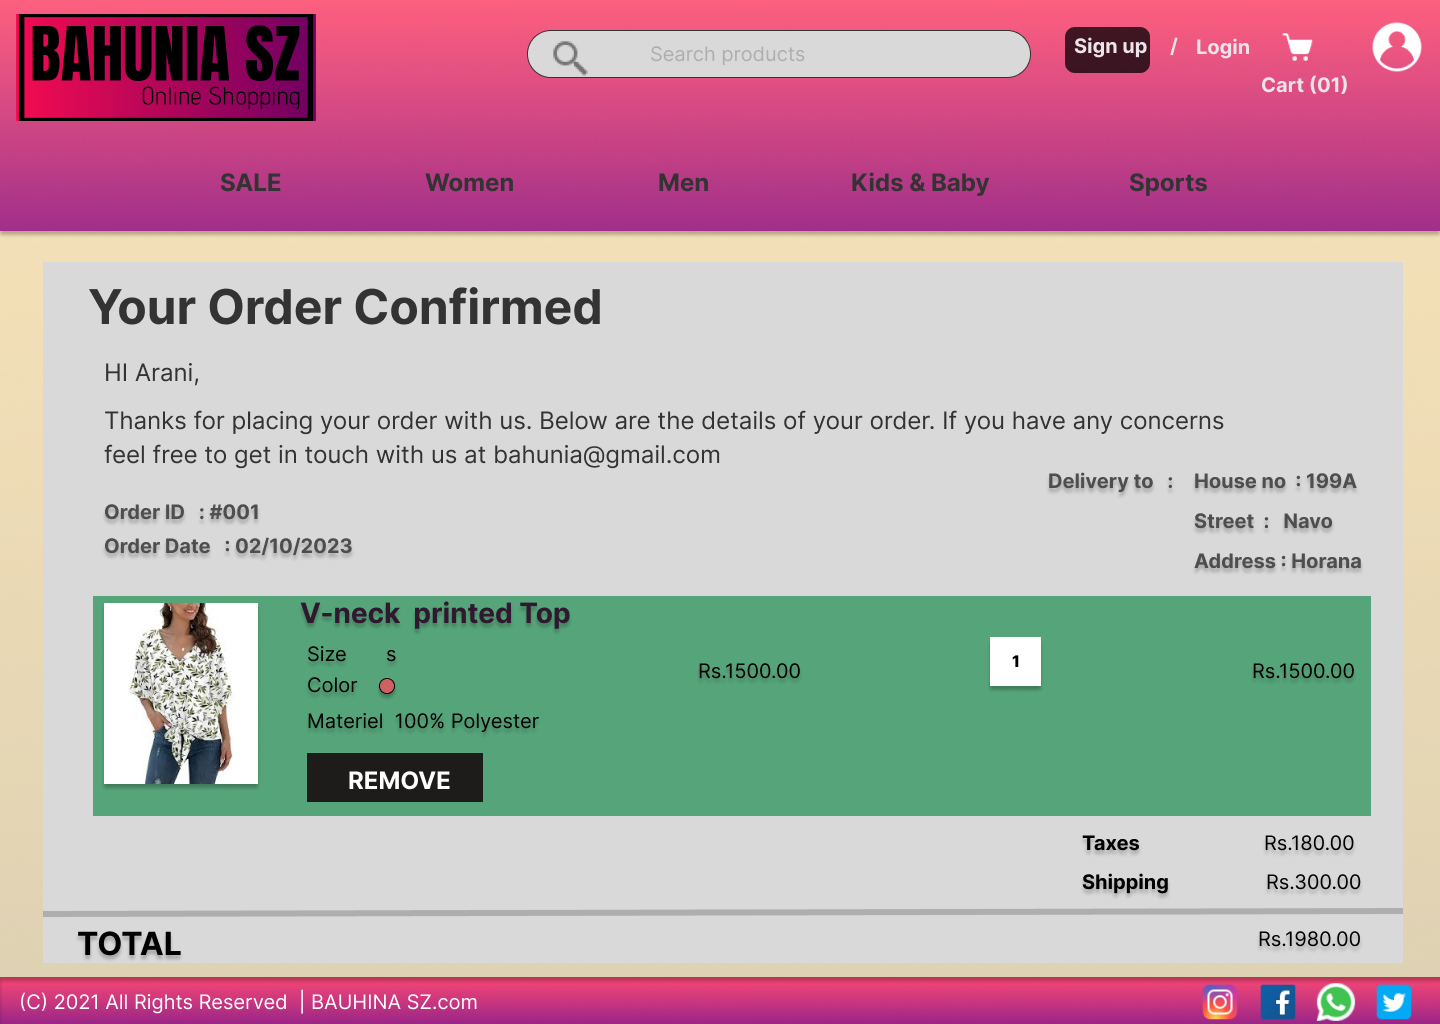 BAHUNIA SZ
Online Shopping
Search products
Sign up / Login
Cart (01)
SALE Women Men Kids & Baby Sports
Your Order Confirmed
HI Arani,
Thanks for placing your order with us. Below are the details of your order. If you have any concerns
feel free to get in touch with us at bahunia@gmail.com
Delivery to : House no : 199A
Street : Navo
Address : Horana
Order ID : #001
Order Date : 02/10/2023
V-neck printed Top
Size s
Color
Materiel 100% Polyester
REMOVE
Rs.1500.00 1 Rs.1500.00
Taxes Rs.180.00
Shipping Rs.300.00
TOTAL Rs.1980.00
(C) 2021 All Rights Reserved | BAUHINA SZ.com